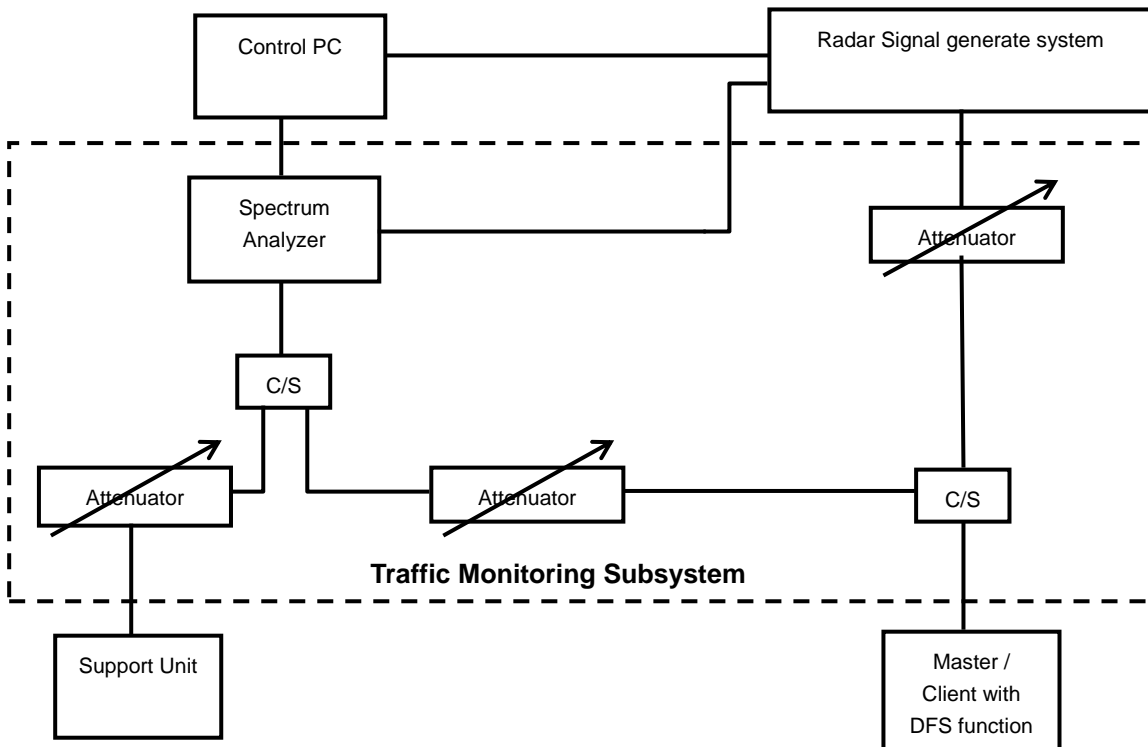 Control PC
Radar Signal generate system
Spectrum
Analyzer
Attenuator
C/S
Attenuator
Attenuator
C/S
Traffic Monitoring Subsystem
Support Unit
Master /
Client with
DFS function